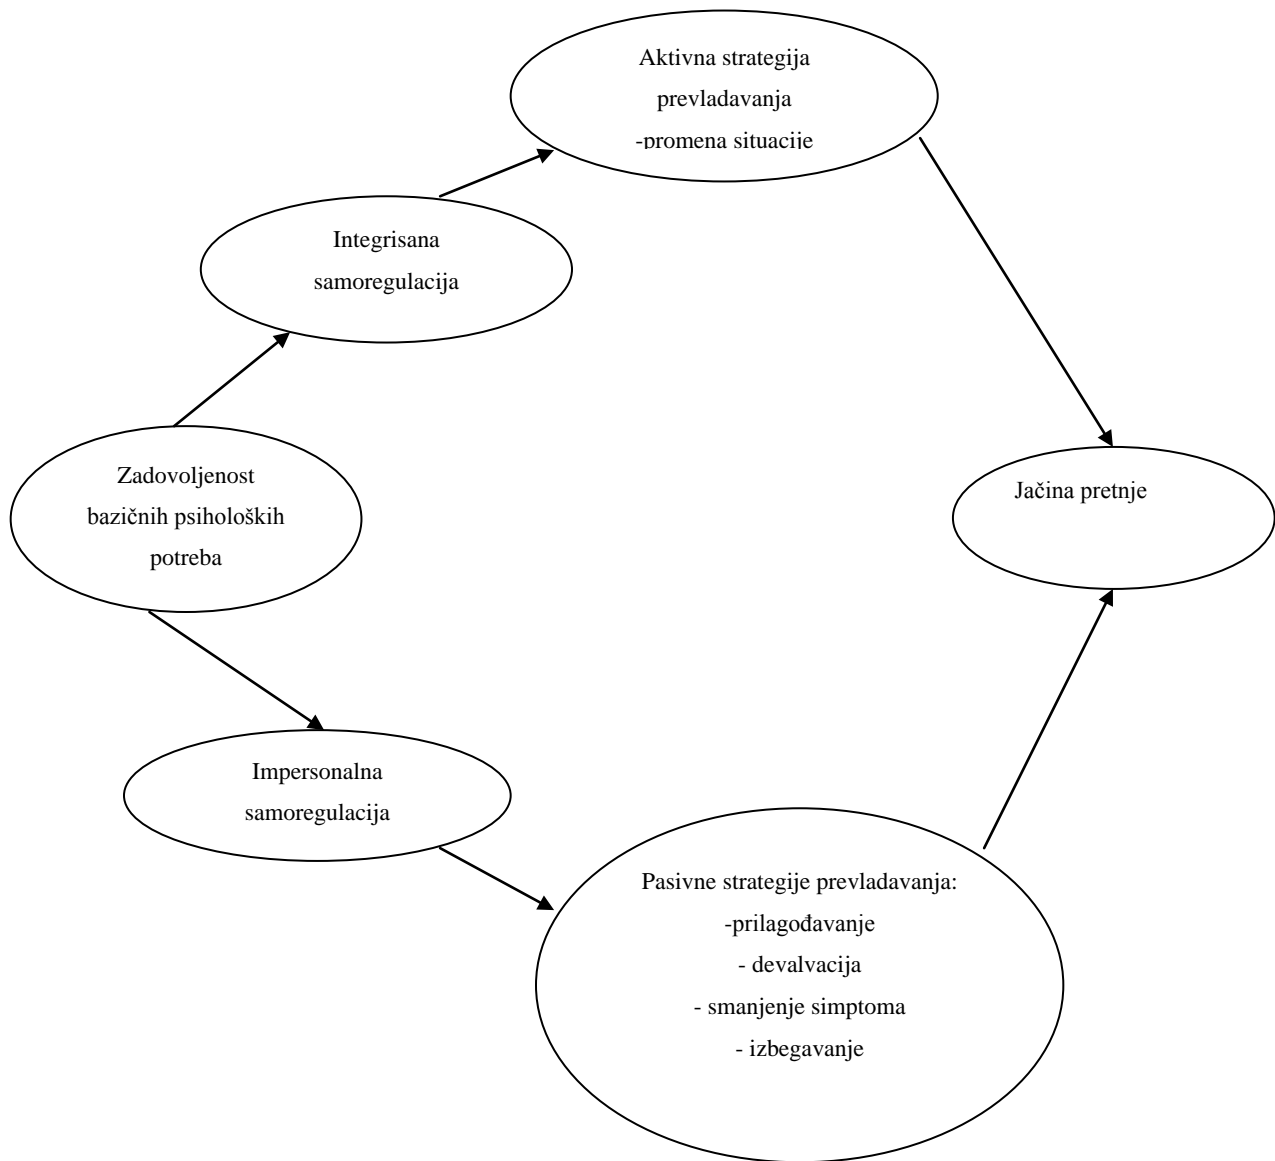 Aktivna strategija
prevladavanja
-promena situacije
Integrisana
samoregulacija
Zadovoljenost
bazičnih psiholoških
potreba
Jačina pretnje
Impersonalna
samoregulacija
Pasivne strategije prevladavanja:
-prilagođavanje
- devalvacija
- smanjenje simptoma
- izbegavanje